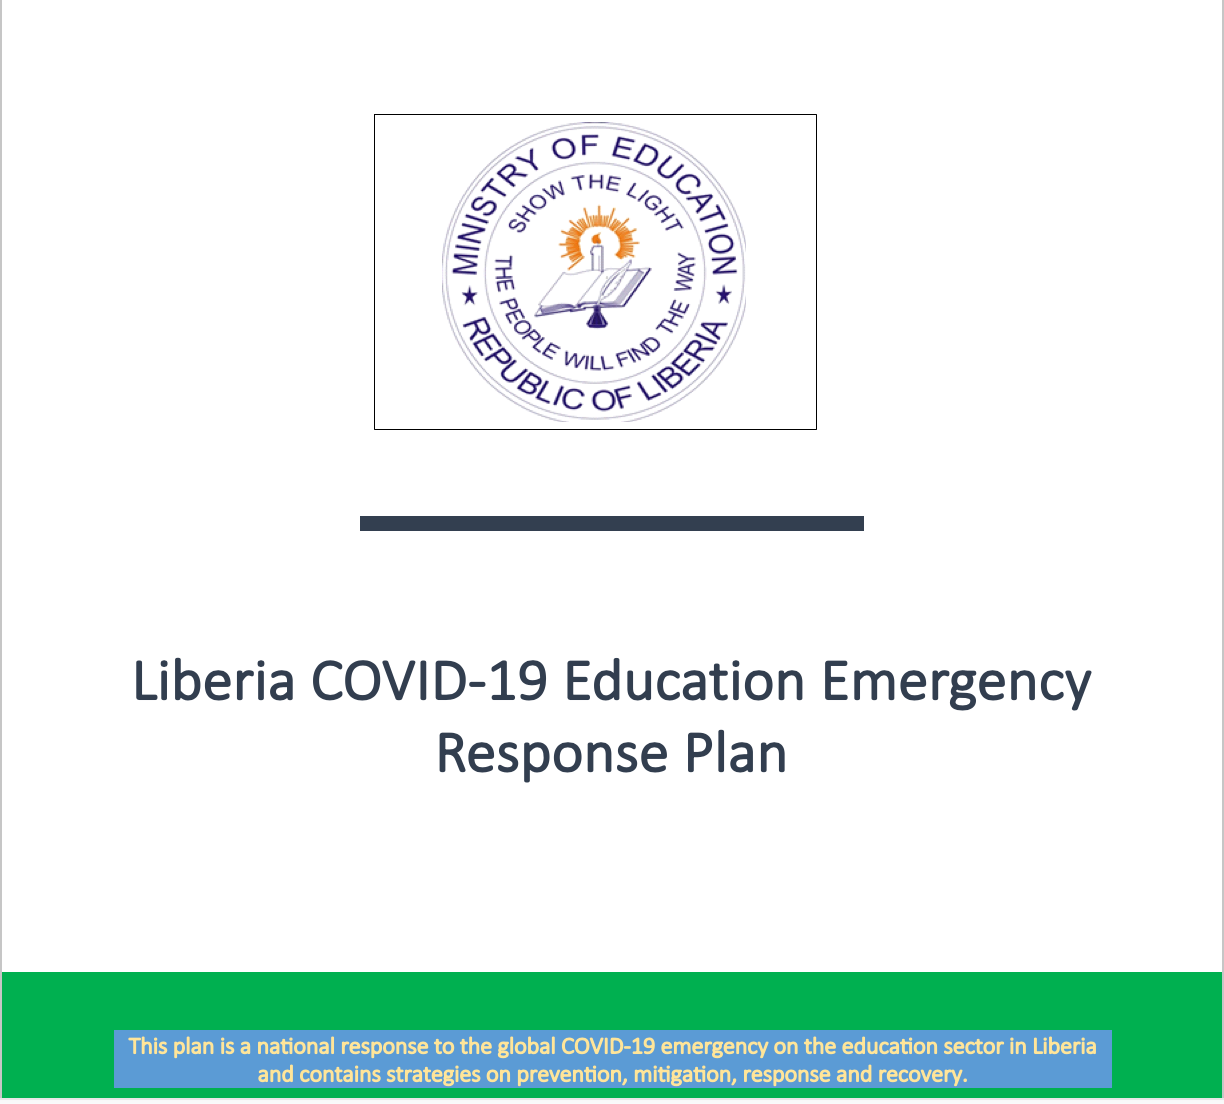 MINISTRY OF EDUCATION
SHOW THE LIGHT
THE PEOPLE WILL FIND THE WAY
REPUBLIC OF LIBERIA
Liberia COVID-19 Education Emergency
Response Plan
This plan is a national response to the global COVID-19 emergency on the education sector in Liberia
and contains strategies on prevention, mitigation, response and recovery.